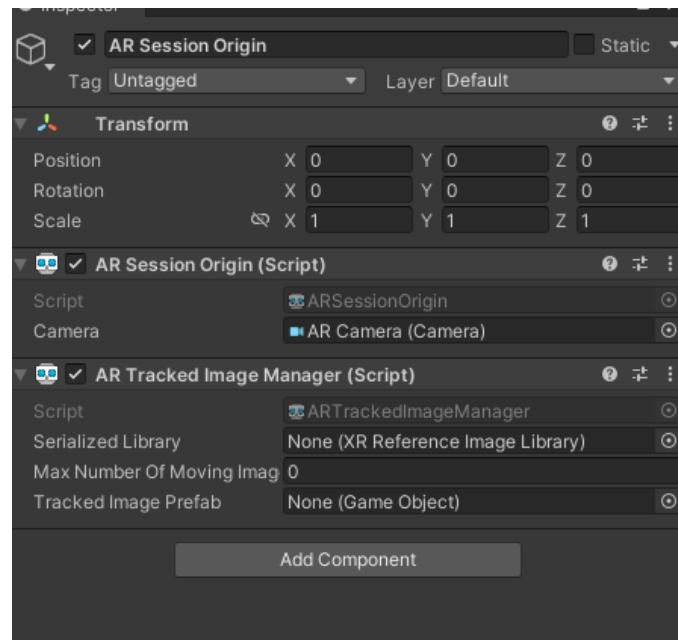 Inspector
AR Session Origin Static
Tag Untagged Layer Default
Transform
Position X 0 Y 0 Z 0
Rotation X 0 Y 0 Z 0
Scale X 1 Y 1 Z 1
AR Session Origin (Script)
Script ARSessionOrigin
Camera AR Camera (Camera)
AR Tracked Image Manager (Script)
Script ARTrackedImageManager
Serialized Library None (XR Reference Image Library)
Max Number Of Moving Imag 0
Tracked Image Prefab None (Game Object)
Add Component